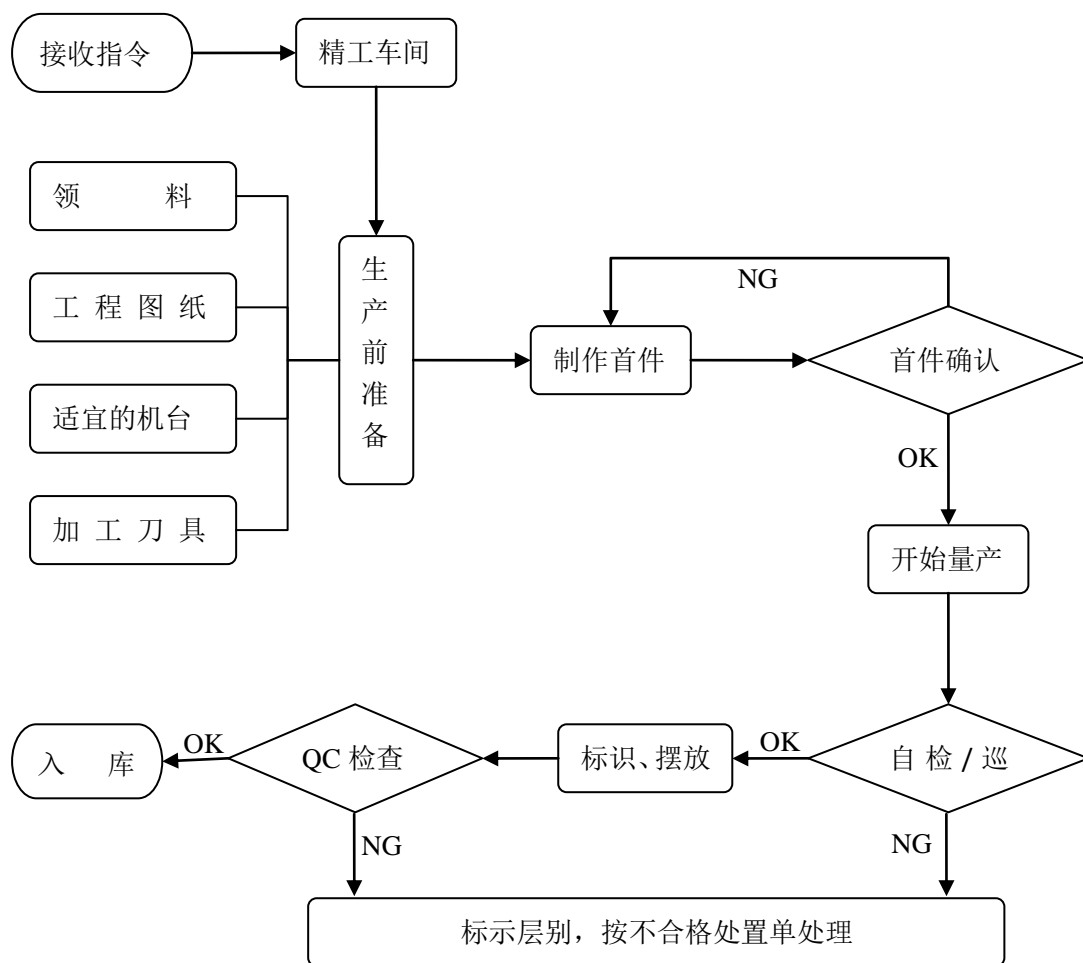 接收指令
精工车间
领 料
工 程 图 纸
适宜的机台
加 工 刀 具
生
产
前
准
备
制作首件
NG
首件确认
OK
开始量产
自 检 / 巡
OK
标识、摆放
QC 检查
OK
入 库
NG
NG
标示层别，按不合格处置单处理